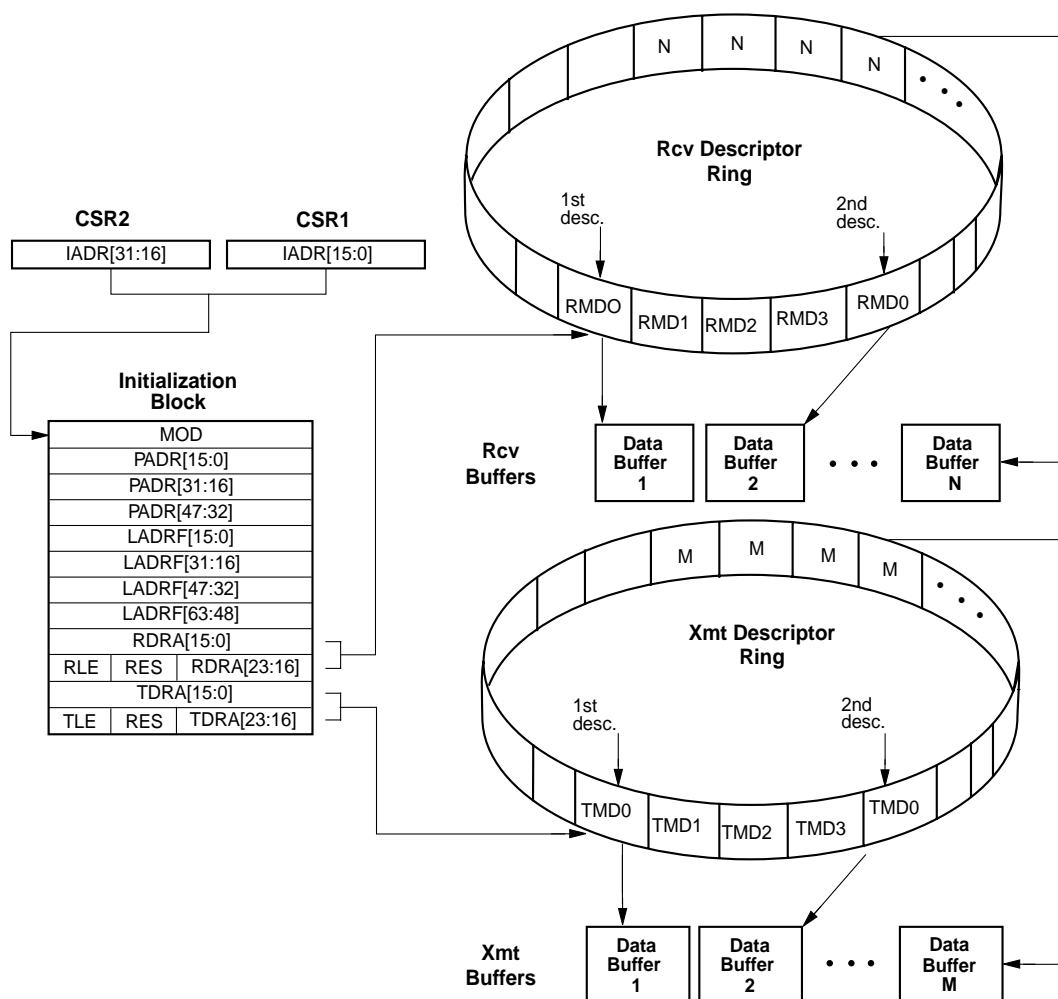 N
N
N
N
• • •
Rcv Descriptor
Ring
1st
desc.
2nd
desc.
RMDO
RMD1
RMD2
RMD3
RMD0
CSR2
CSR1
IADR[31:16]
IADR[15:0]
Initialization
Block
MOD
PADR[15:0]
PADR[31:16]
PADR[47:32]
LADRF[15:0]
LADRF[31:16]
LADRF[47:32]
LADRF[63:48]
RDRA[15:0]
RLE RES RDRA[23:16]
TDRA[15:0]
TLE RES TDRA[23:16]
Rcv
Buffers
Data
Buffer
1
Data
Buffer
2
• • •
Data
Buffer
N
M
M
M
M
• • •
Xmt Descriptor
Ring
1st
desc.
2nd
desc.
TMD0
TMD1
TMD2
TMD3
TMD0
Xmt
Buffers
Data
Buffer
1
Data
Buffer
2
• • •
Data
Buffer
M